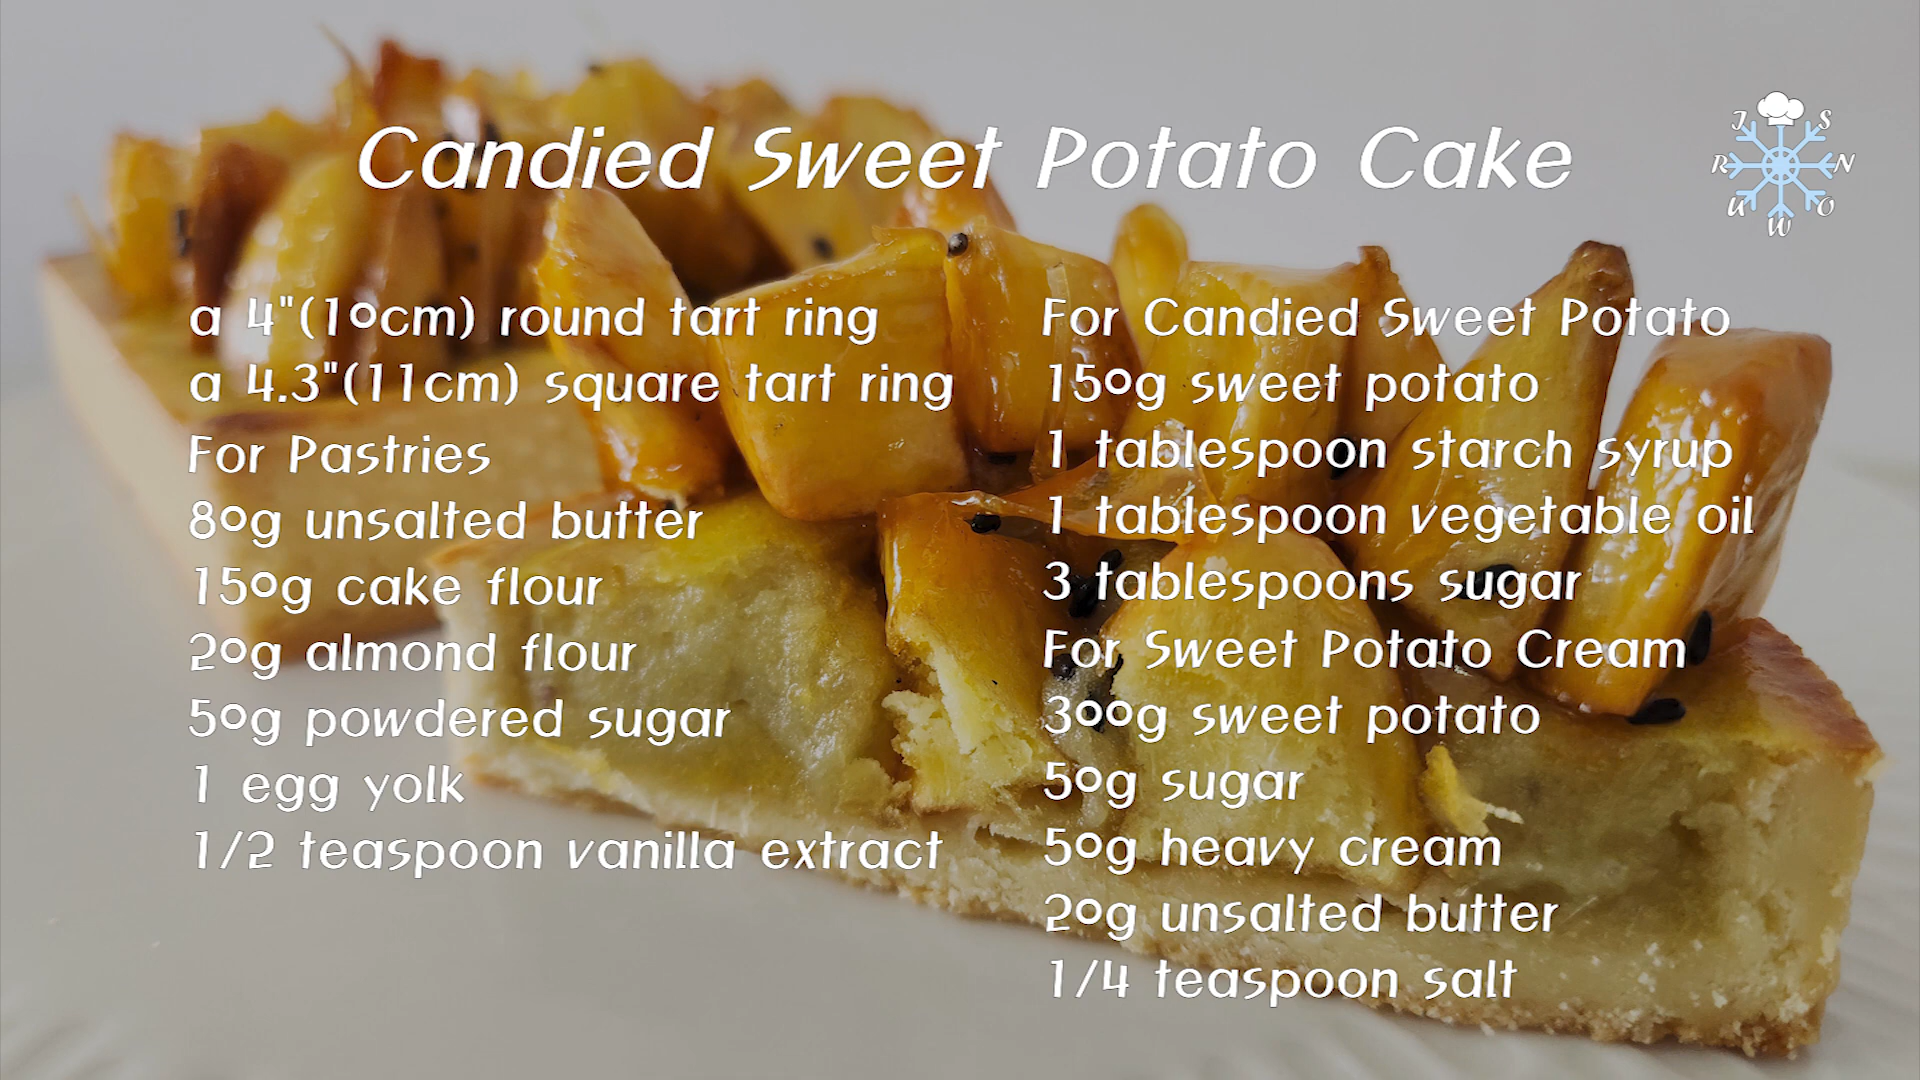 Candied Sweet Potato Cake
J S
R N
U O
W
a 4"(10cm) round tart ring
a 4.3"(11cm) square tart ring
For Pastries
80g unsalted butter
150g cake flour
20g almond flour
50g powdered sugar
1 egg yolk
1/2 teaspoon vanilla extract
For Candied Sweet Potato
150g sweet potato
1 tablespoon starch syrup
1 tablespoon vegetable oil
3 tablespoons sugar
For Sweet Potato Cream
300g sweet potato
50g sugar
50g heavy cream
20g unsalted butter
1/4 teaspoon salt